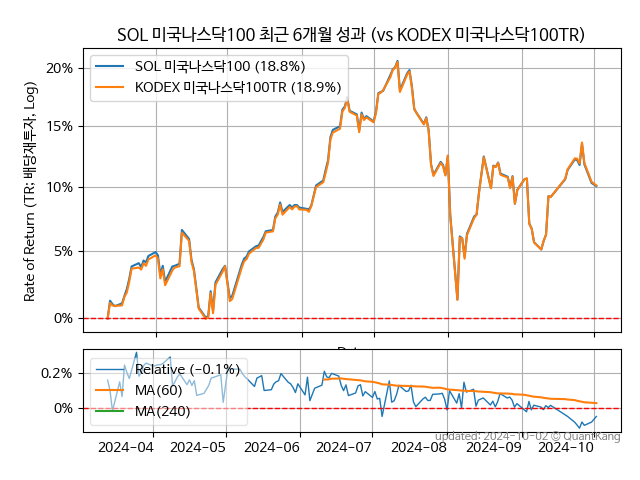 SOL 미국나스닥100 최근 6개월 성과 (vs KODEX 미국나스닥100TR)
Rate of Return (TR: 배당재투자, Log)
20%
15%
10%
5%
0%
SOL 미국나스닥100 (18.8%)
KODEX 미국나스닥100TR (18.9%)
0.2%
0%
Relative (-0.1%)
MA(60)
MA(240)
2024-04 2024-05 2024-06 2024-07 2024-08 2024-09 2024-10
updated: 2024-10-02 © QuantKang